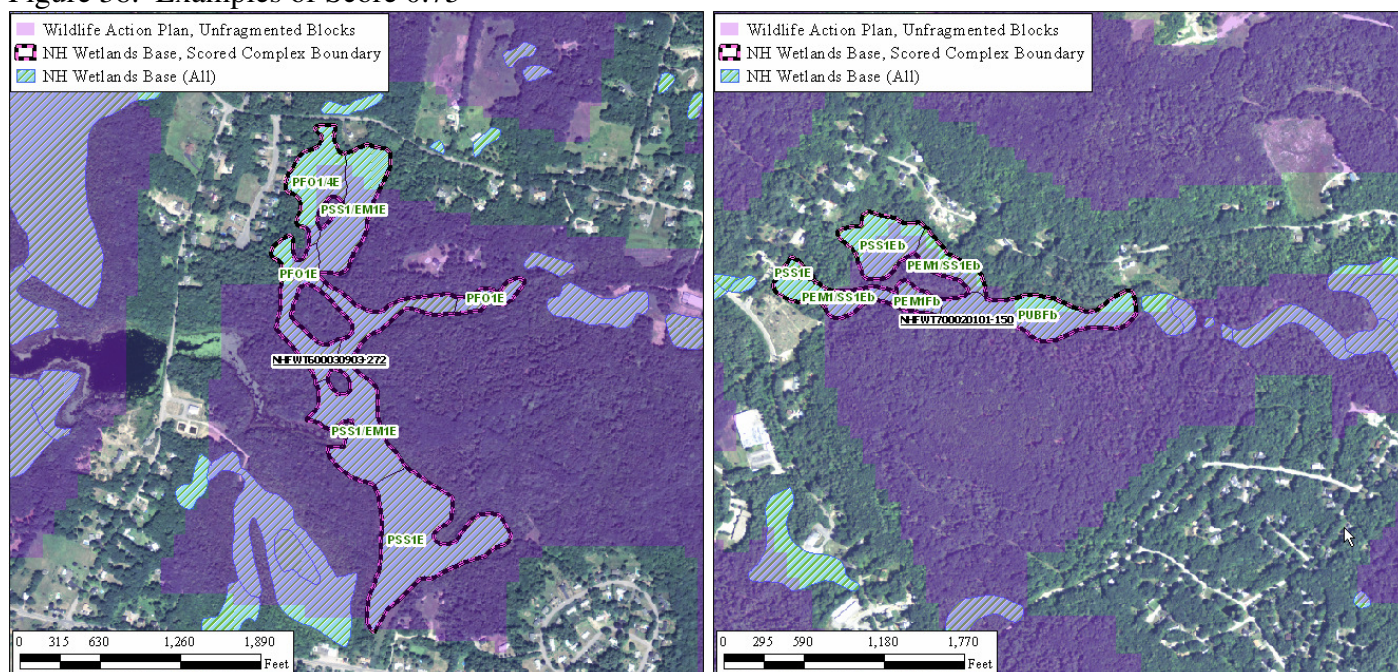 Figure 38. Examples of Score 0.75
Wildlife Action Plan, Unfragmented Blocks
NH Wetlands Base, Scored Complex Boundary
NH Wetlands Base (All)
PFO1/4E
PSS1/EM1E
PFO1E
PFO1E
NHFWT600030903-272
PSS1/EM1E
PSS1E
0 315 630 1,260 1,890
Feet
Wildlife Action Plan, Unfragmented Blocks
NH Wetlands Base, Scored Complex Boundary
NH Wetlands Base (All)
PSS1Eb
PEM1/SS1Eb
PSS1E
PEM1/SS1Eb
PEM1Fb
PUBFb
NHFWT700020101-150
0 295 590 1,180 1,770
Feet